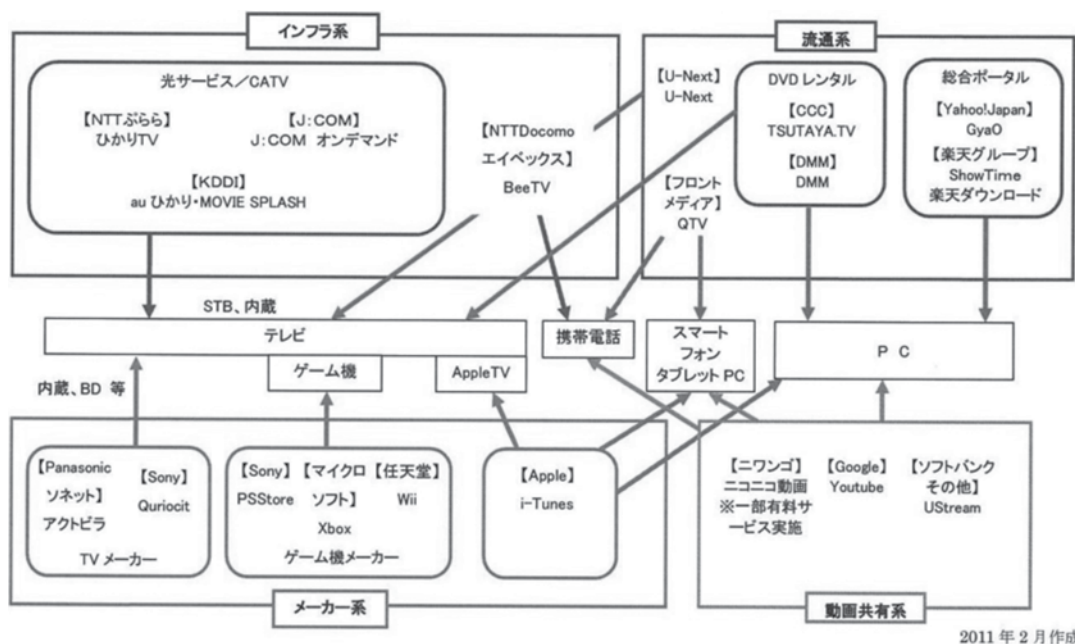 インフラ系
光サービス／CATV
【NTTぷらら】
ひかりTV
【J:COM】
J:COM オンデマンド
【KDDI】
au ひかり・MOVIE SPLASH
【NTTDocomo
エイベックス】
BeeTV
流通系
【U-Next】
U-Next
【フロント
メディア】
QTV
DVD レンタル
【CCC】
TSUTAYA.TV
【DMM】
DMM
総合ポータル
【Yahoo!Japan】
GyaO
【楽天グループ】
ShowTime
楽天ダウンロード
STB、内蔵
テレビ
ゲーム機
AppleTV
携帯電話
スマート
フォン
タブレット PC
ＰＣ
内蔵、BD 等
【Panasonic
ソネット】
アクトビラ
【Sony】
Quriocit
TV メーカー
【Sony】
PSStore
【マイクロ
ソフト】
Xbox
【任天堂】
Wii
ゲーム機メーカー
【Apple】
i-Tunes
メーカー系
【ニワンゴ】
ニコニコ動画
※一部有料サ
ービス実施
【Google】
Youtube
【ソフトバンク
その他】
UStream
動画共有系
2011 年 2 月作成